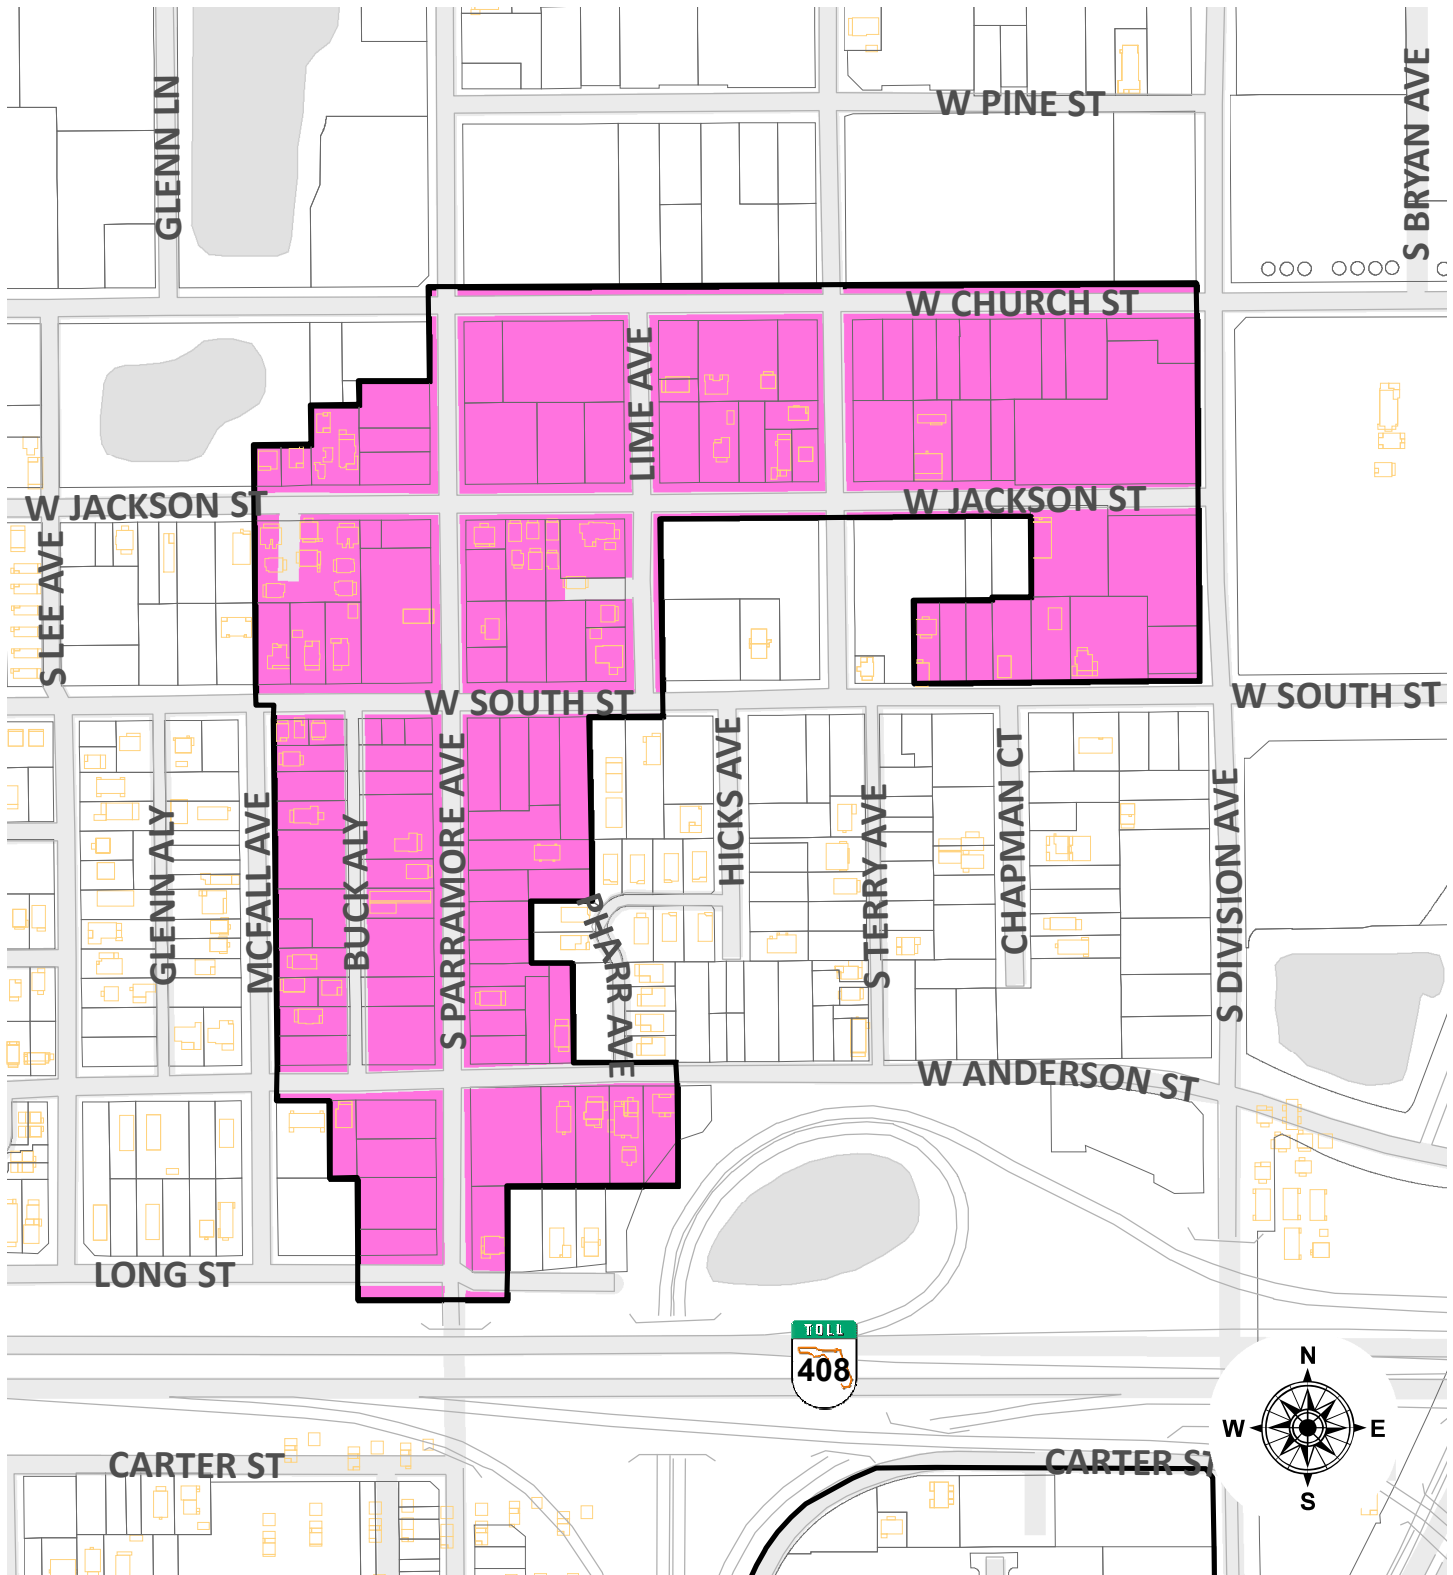 GLENN LN
W PINE ST
S BRYAN AVE
W CHURCH ST
LIME AVE
W JACKSON ST
W JACKSON ST
S LEE AVE
W SOUTH ST
W SOUTH ST
GLENN ALY
MCFALL AVE
BUCK ALY
S PARRAMORE AVE
HICKS AVE
S TERRY AVE
CHAPMAN CT
S DIVISION AVE
PHARR AVE
W ANDERSON ST
LONG ST
TOLL
408
N
W
E
S
CARTER ST
CARTER ST